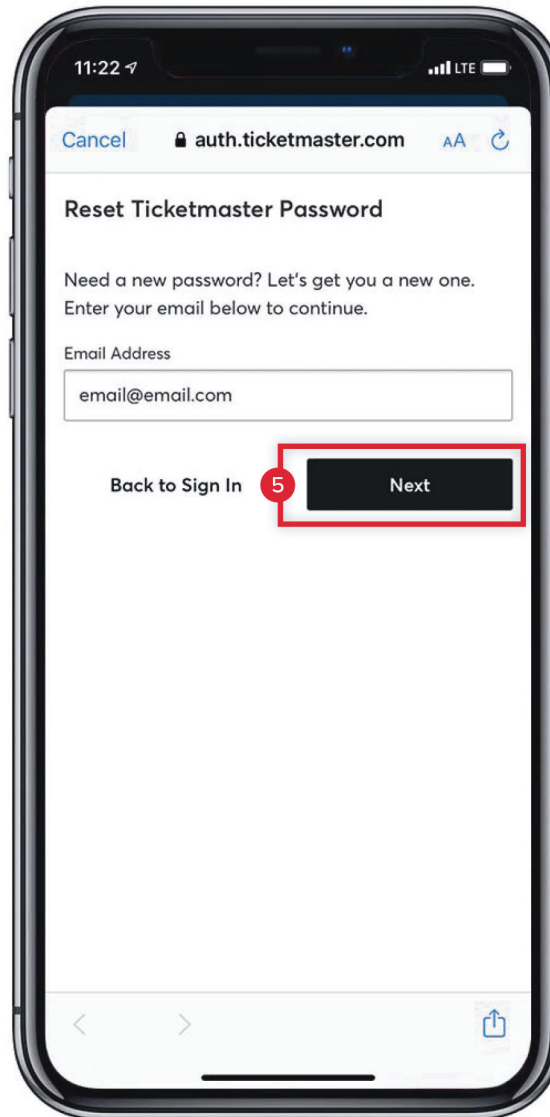 11:22
LTE
Cancel
auth.ticketmaster.com
AA
Reset Ticketmaster Password
Need a new password? Let's get you a new one.
Enter your email below to continue.
Email Address
email@email.com
Back to Sign In
5
Next